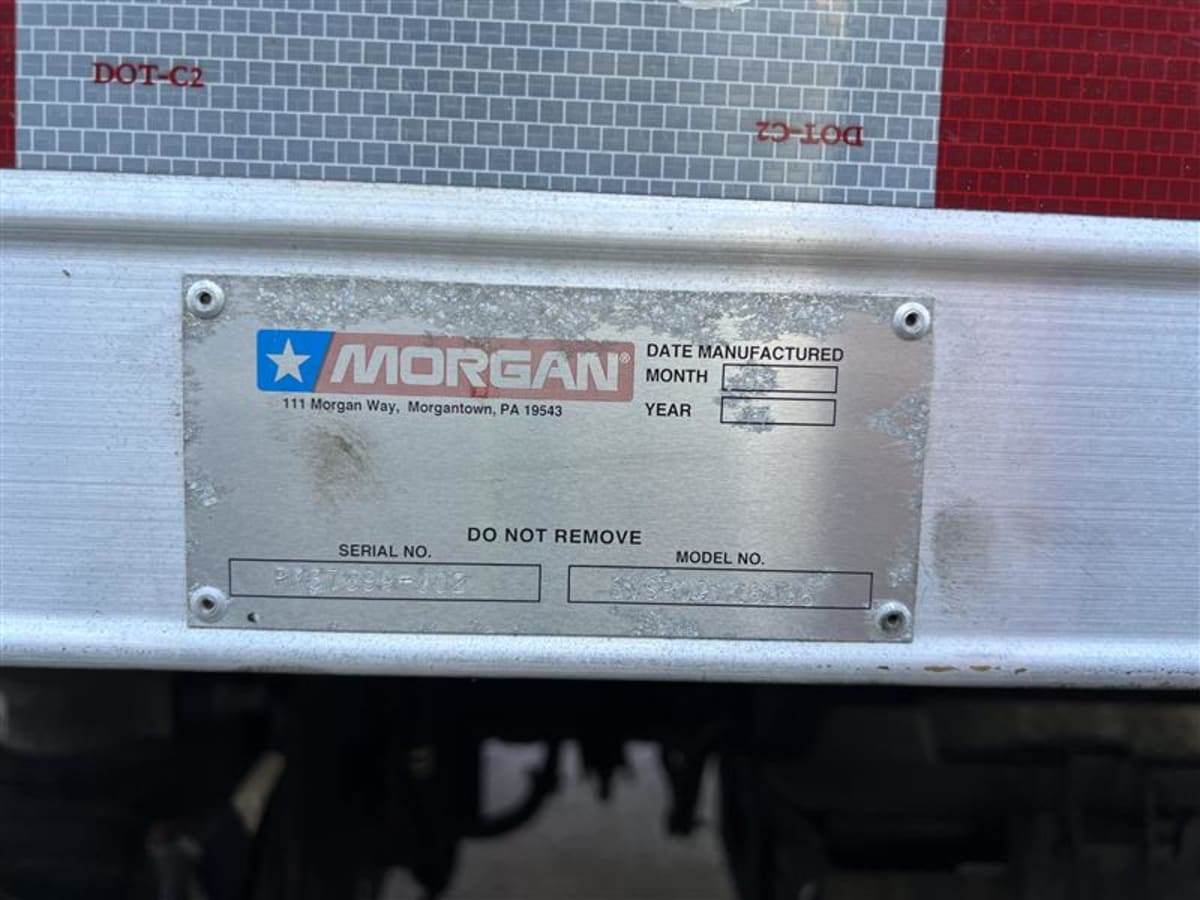 DOT-C2
DOT-C2
MORGAN®
111 Morgan Way, Morgantown, PA 19543
DATE MANUFACTURED
MONTH
YEAR
DO NOT REMOVE
SERIAL NO.
MODEL NO.